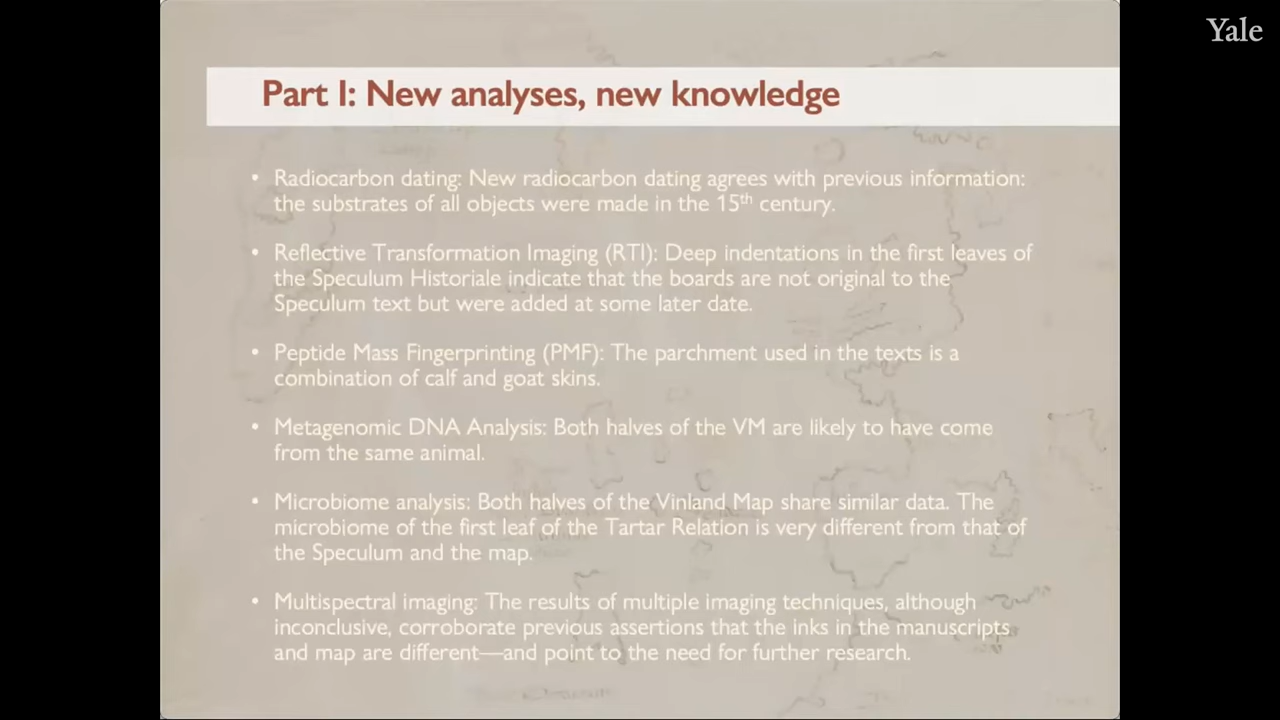 Yale
Part I: New analyses, new knowledge
• Radiocarbon dating: New radiocarbon dating agrees with previous information:
the substrates of all objects were made in the 15th century.
• Reflective Transformation Imaging (RTI): Deep indentations in the first leaves of
the Speculum Historiale indicate that the boards are not original to the
Speculum text but were added at some later date.
• Peptide Mass Fingerprinting (PMF): The parchment used in the texts is a
combination of calf and goat skins.
• Metagenomic DNA Analysis: Both halves of the VM are likely to have come
from the same animal.
• Microbiome analysis: Both halves of the Vinland Map share similar data. The
microbiome of the first leaf of the Tartar Relation is very different from that of
the Speculum and the map.
• Multispectral imaging: The results of multiple imaging techniques, although
inconclusive, corroborate previous assertions that the inks in the manuscripts
and map are different—and point to the need for further research.